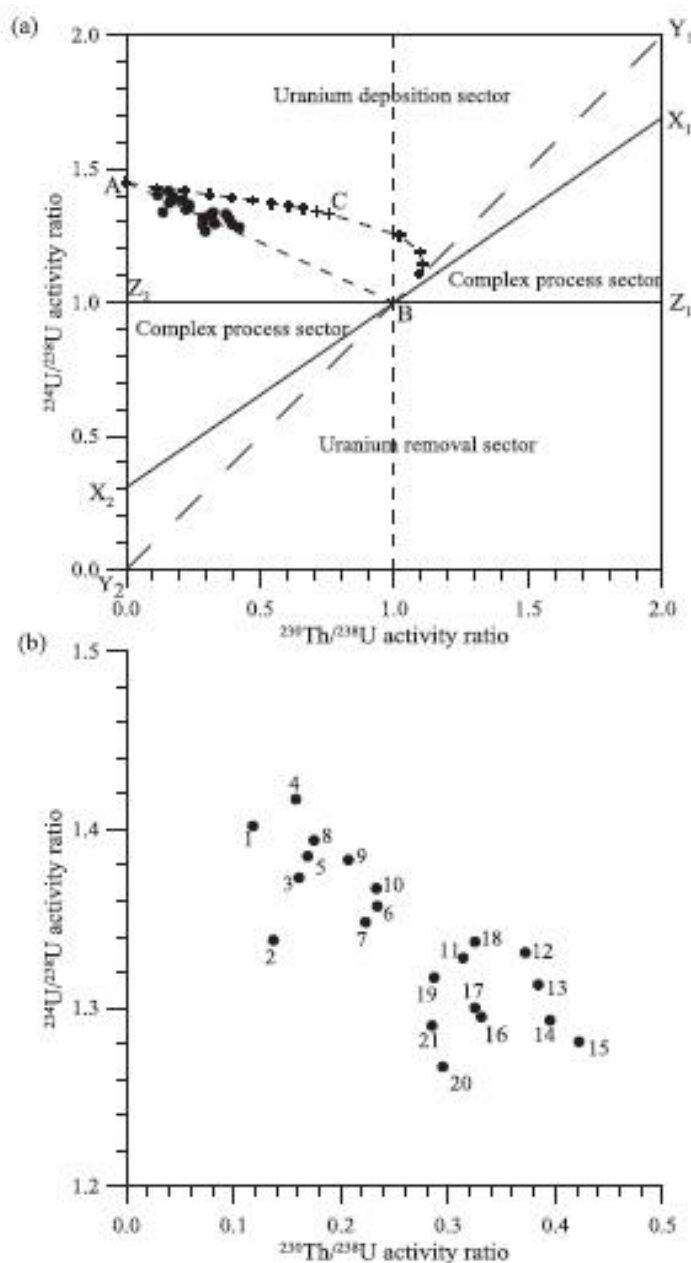 (a)
2.0
Y₁
Uranium deposition sector
X₁
1.5
A
C
²³⁴U/²³⁸U activity ratio
Complex process sector
1.0
Z₂
B
Z₁
Complex process sector
0.5
Uranium removal sector
X₂
0.0
Y₂
0.0 0.5 1.0 1.5 2.0
²³⁰Th/²³⁸U activity ratio
(b)
1.5
4
1,4
1
8
5
9
3
10
6
7
2
²³⁴U/²³⁸U activity ratio
1.3
18
11
12
19
17
13
21
16
14
15
20
1.2
0.0 0.1 0.2 0.3 0.4 0.5
²³⁰Th/²³⁸U activity ratio